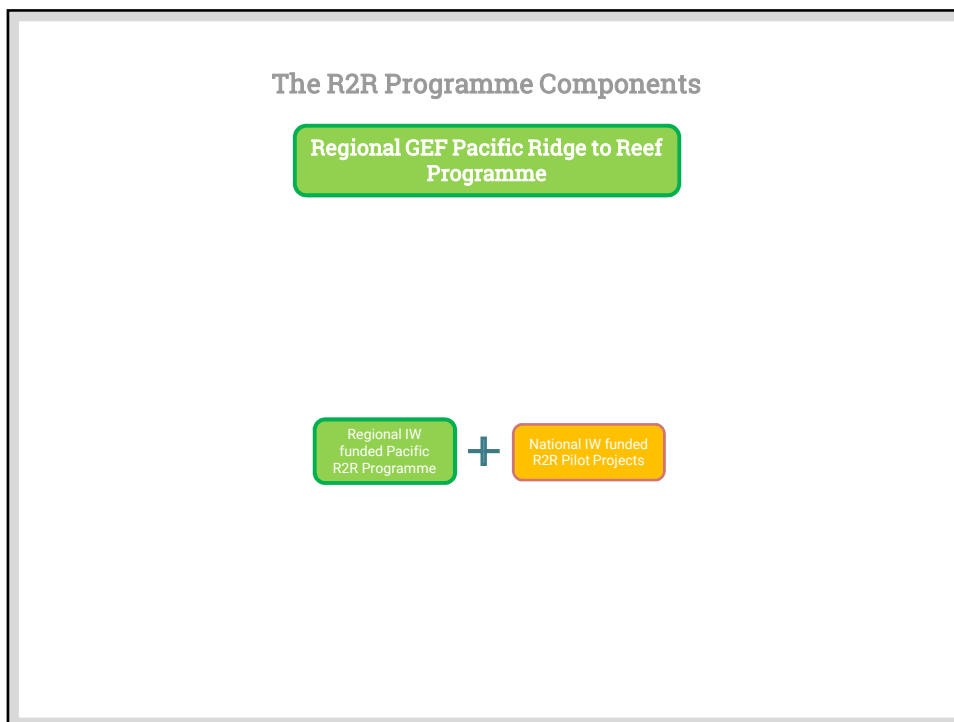 The R2R Programme Components
Regional GEF Pacific Ridge to Reef
Programme
Regional IW
funded Pacific
R2R Programme
+
National IW funded
R2R Pilot Projects